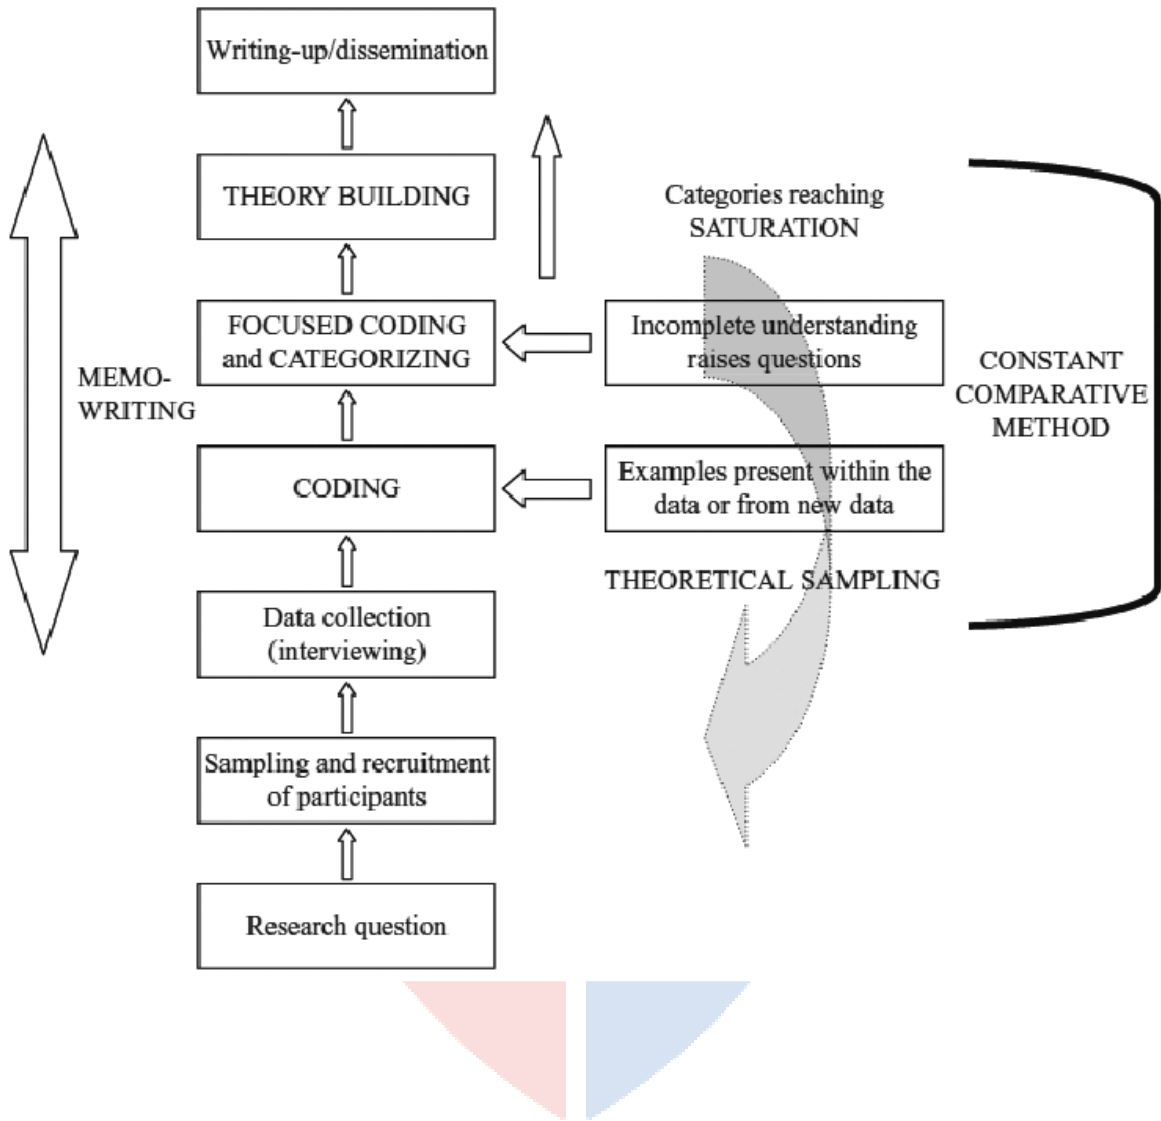 Writing-up/dissemination
THEORY BUILDING
Categories reaching
SATURATION
FOCUSED CODING
and CATEGORIZING
Incomplete understanding
raises questions
MEMO-
WRITING
CONSTANT
COMPARATIVE
METHOD
CODING
Examples present within the
data or from new data
THEORETICAL SAMPLING
Data collection
(interviewing)
Sampling and recruitment
of participants
Research question